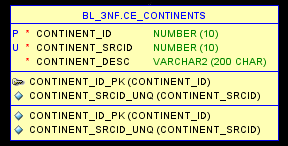 BL_3NF.CE_CONTINENTS
P * CONTINENT_ID NUMBER (10)
U * CONTINENT_SRCID NUMBER (10)
* CONTINENT_DESC VARCHAR2 (200 CHAR)
CONTINENT_ID_PK (CONTINENT_ID)
CONTINENT_SRCID_UNQ (CONTINENT_SRCID)
CONTINENT_ID_PK (CONTINENT_ID)
CONTINENT_SRCID_UNQ (CONTINENT_SRCID)